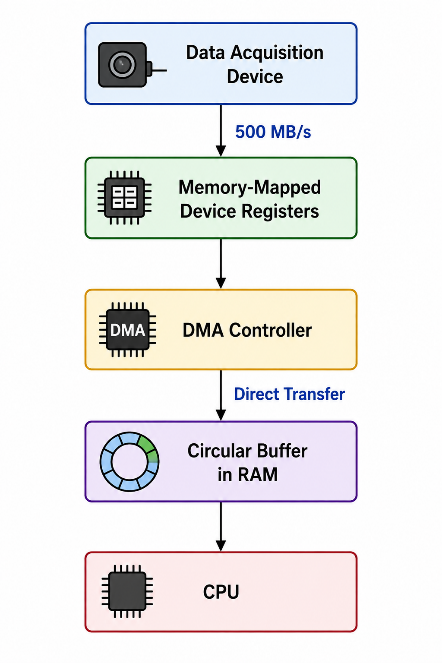 Data Acquisition
Device
500 MB/s
Memory-Mapped
Device Registers
DMA
DMA Controller
Direct Transfer
Circular Buffer
in RAM
CPU